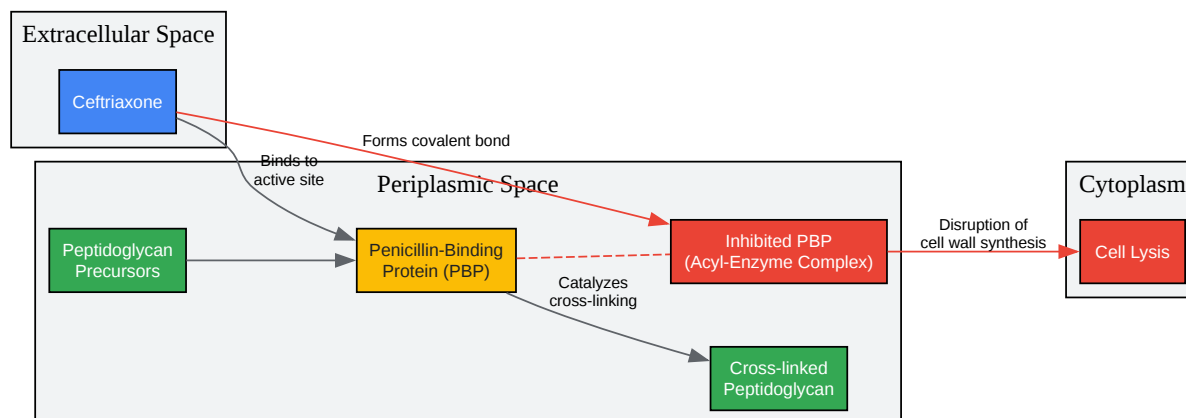 Extracellular Space
Ceftriaxone
Forms covalent bond
Binds to
active site
Periplasmic Space
Cytoplasm
Peptidoglycan
Precursors
Penicillin-Binding
Protein (PBP)
Inhibited PBP
(Acyl-Enzyme Complex)
Disruption of
cell wall synthesis
Cell Lysis
Catalyzes
cross-linking
Cross-linked
Peptidoglycan